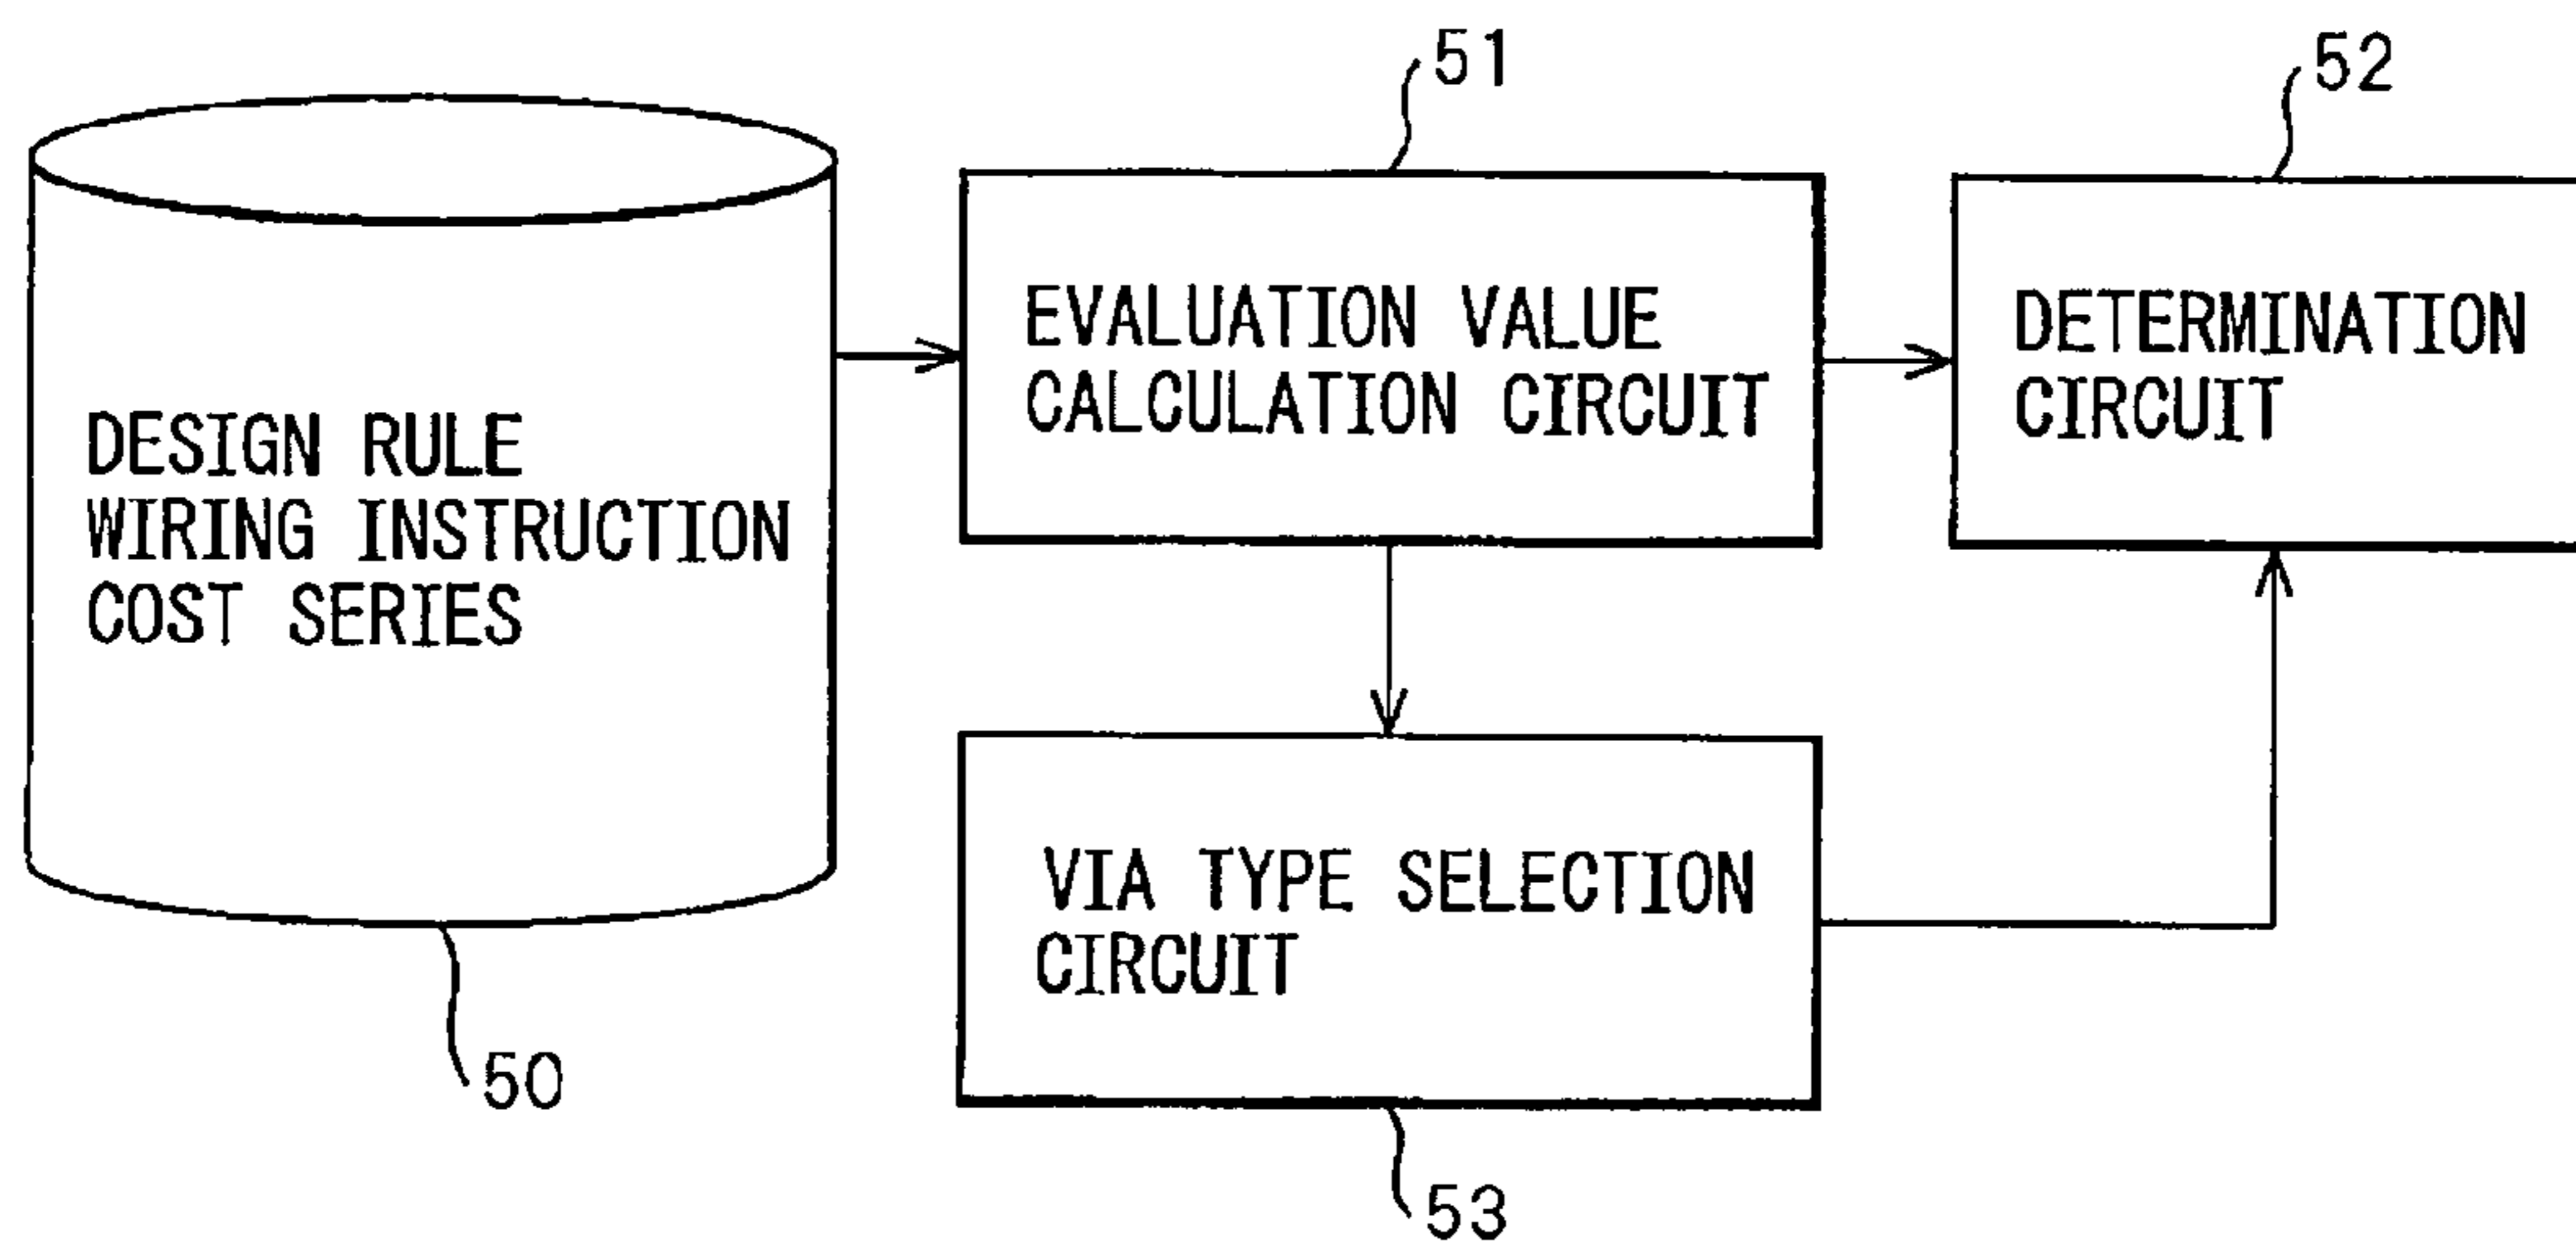 51
52
DESIGN RULE
WIRING INSTRUCTION
COST SERIES
EVALUATION VALUE
CALCULATION CIRCUIT
DETERMINATION
CIRCUIT
VIA TYPE SELECTION
CIRCUIT
50
53